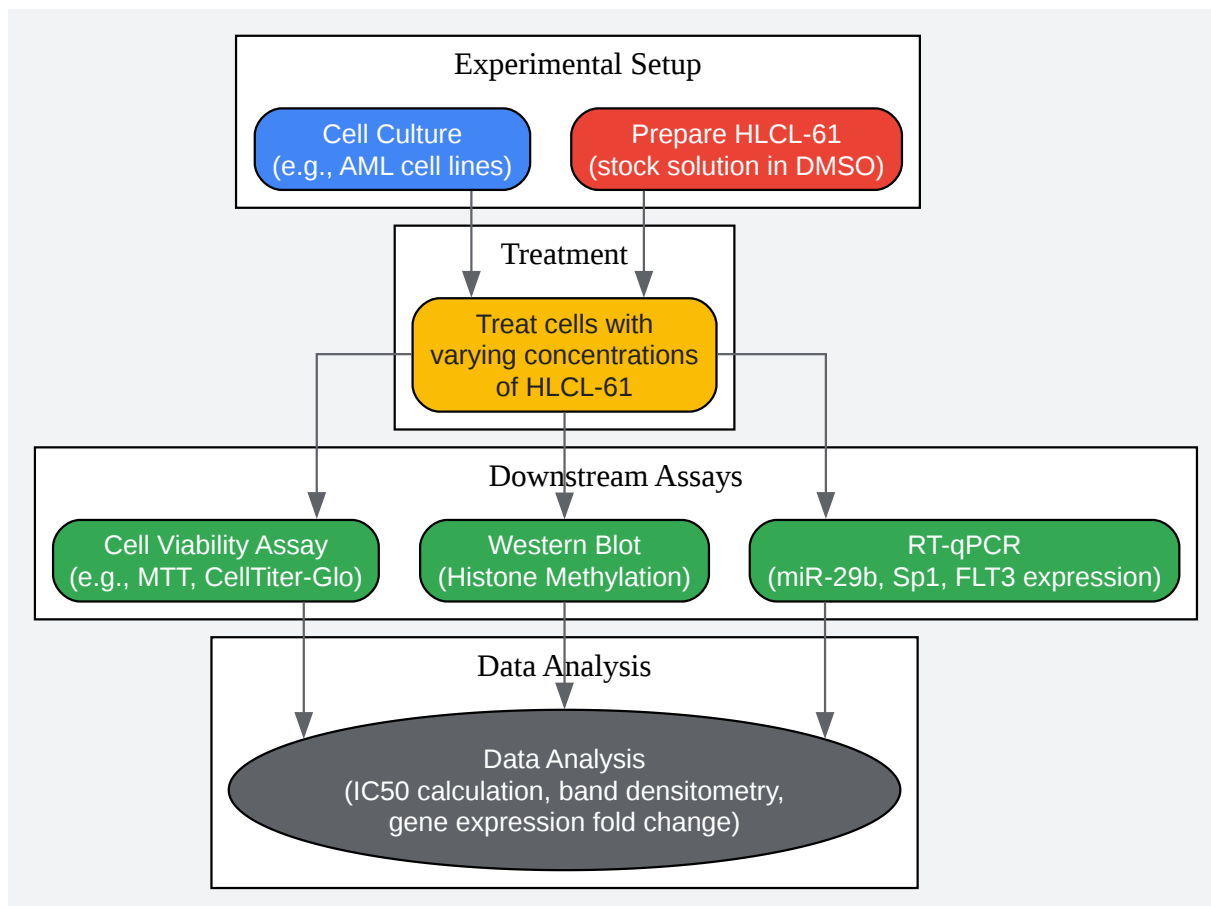 Experimental Setup
Cell Culture
(e.g., AML cell lines)
Prepare HLCL-61
(stock solution in DMSO)
Treatment
Treat cells with
varying concentrations
of HLCL-61
Downstream Assays
Cell Viability Assay
(e.g., MTT, CellTiter-Glo)
Western Blot
(Histone Methylation)
RT-qPCR
(miR-29b, Sp1, FLT3 expression)
Data Analysis
Data Analysis
(IC50 calculation, band densitometry,
gene expression fold change)